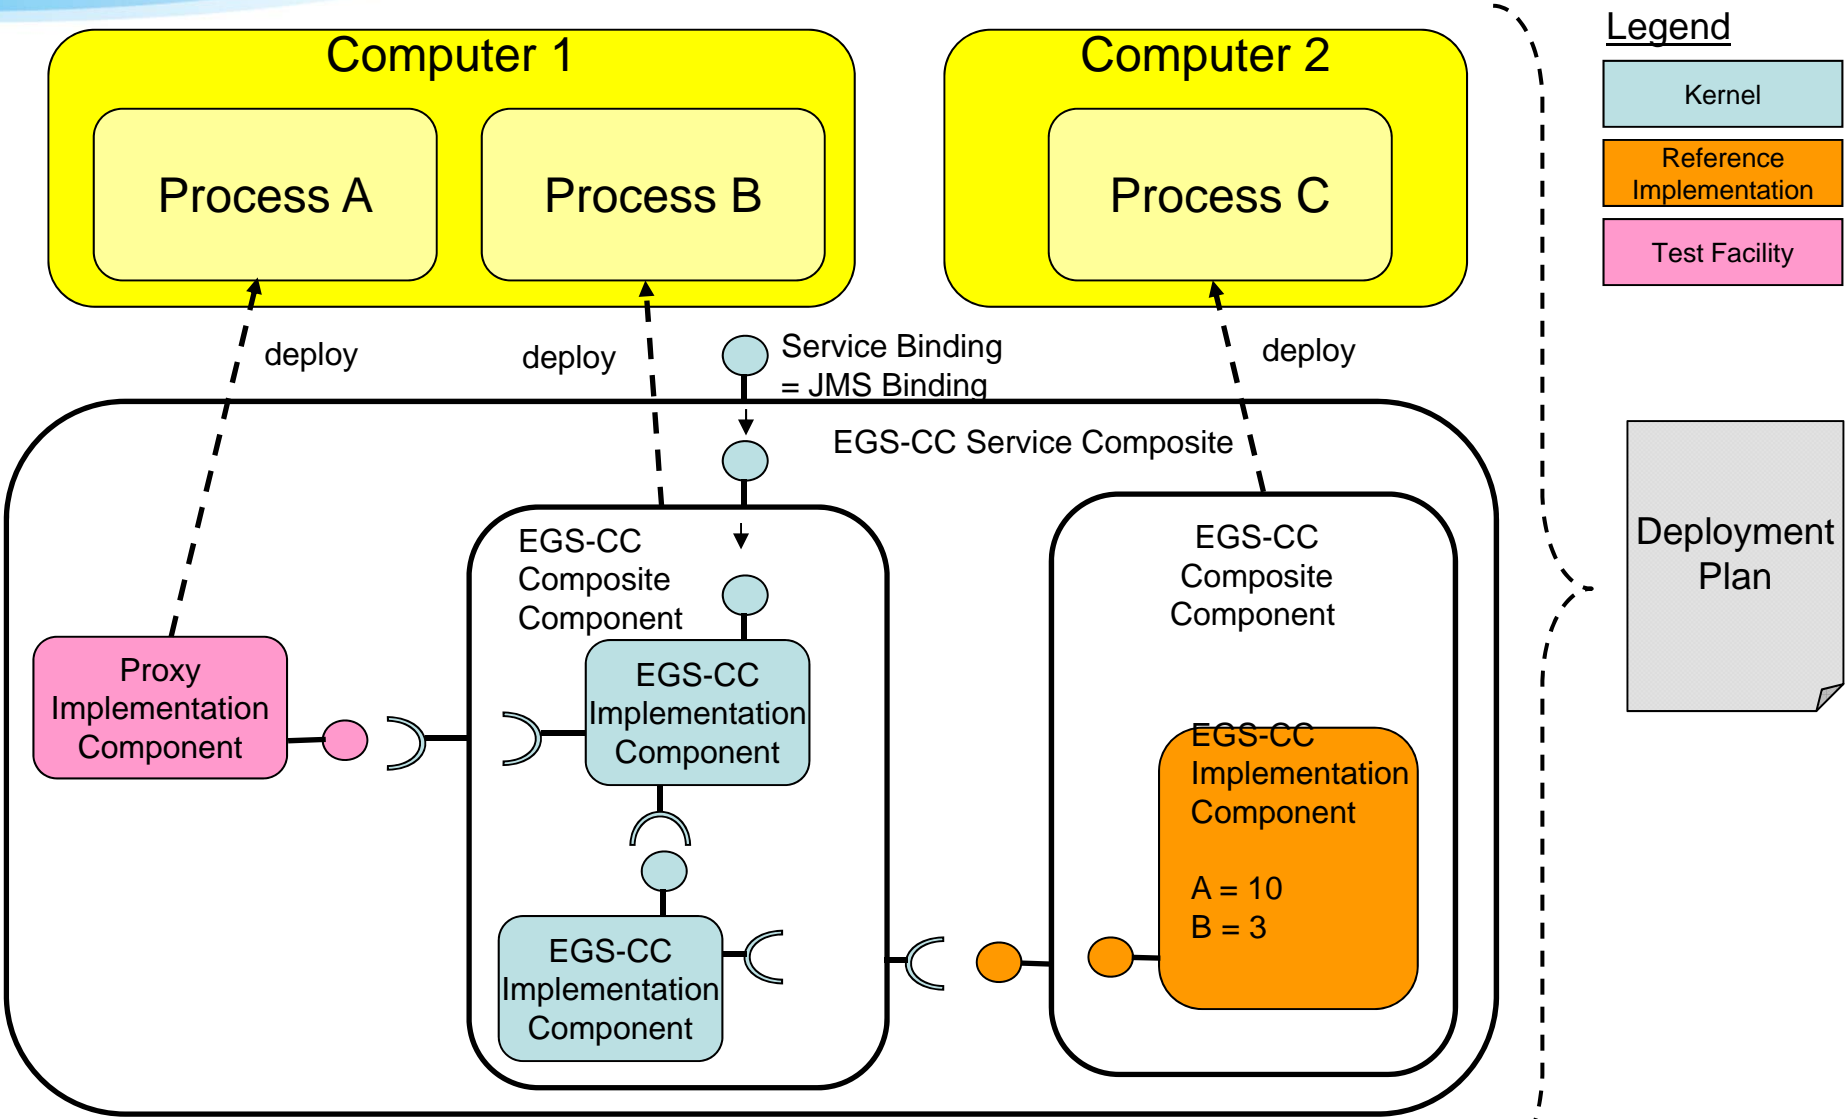 Computer 1
Computer 2
Legend
Kernel
Process A
Process B
Process C
Reference
Implementation
Test Facility
deploy
deploy
Service Binding
= JMS Binding
deploy
EGS-CC Service Composite
EGS-CC
Composite
Component
EGS-CC
Composite
Component
Deployment
Plan
Proxy
Implementation
Component
EGS-CC
Implementation
Component
EGS-CC
Implementation
Component
A = 10
B = 3
EGS-CC
Implementation
Component